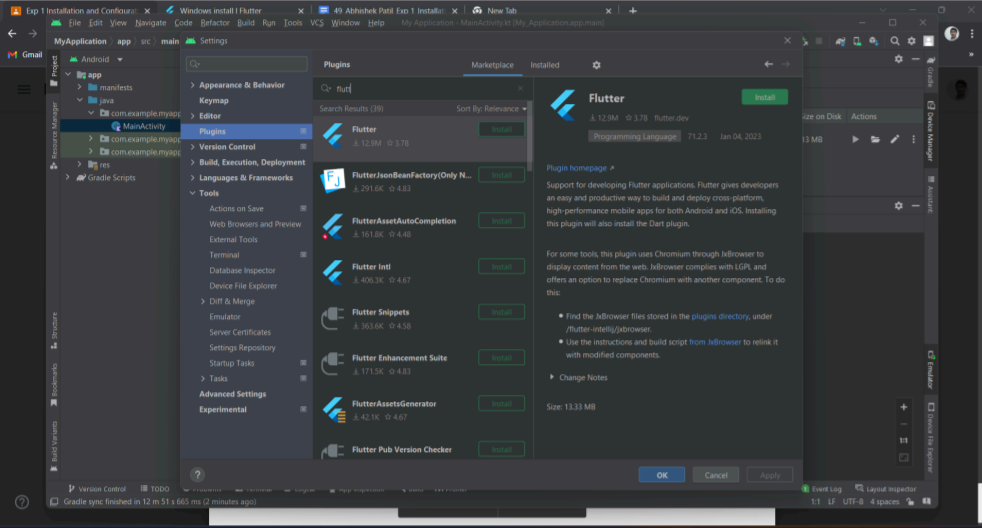 Exp 1 Installation and Configurat
Windows install | Flutter
49_Abhishek Patil_Exp 1_Installa
New Tab
File Edit View Navigate Code Refactor Build Run Tools VCS Window Help My Application - MainActivity.kt [My_Application.app.main]
MyApplication app src main
Settings
Gmail
Project
Android
Plugins
Marketplace
Installed
app
manifests
java
com.example.myapp
MainActivity
com.example.myapp
com.example.myapp
res
Gradle Scripts
Resource Manager
Structure
Bookmarks
Build Variants
Appearance & Behavior
Keymap
Editor
Plugins
Version Control
Build, Execution, Deployment
Languages & Frameworks
Tools
Actions on Save
Web Browsers and Preview
External Tools
Terminal
Database Inspector
Device File Explorer
Diff & Merge
Emulator
Server Certificates
Settings Repository
Startup Tasks
Tasks
Advanced Settings
Experimental
flutt
Search Results (39)
Sort By: Relevance
Flutter
Install
12.9M 3.78
FlutterJsonBeanFactory(Only N...
Install
291.6K 4.83
FlutterAssetAutoCompletion
Install
161.8K 4.48
Flutter Intl
Install
406.3K 4.67
Flutter Snippets
Install
363.6K 4.58
Flutter Enhancement Suite
Install
171.5K 4.83
FlutterAssetsGenerator
Install
42.1K 4.67
Flutter Pub Version Checker
Install
Flutter
Install
12.9M 3.78 flutter.dev
Programming Language 71.2.3 Jan 04, 2023
Plugin homepage
Support for developing Flutter applications. Flutter gives developers
an easy and productive way to build and deploy cross-platform,
high-performance mobile apps for both Android and iOS. Installing
this plugin will also install the Dart plugin.
For some tools, this plugin uses Chromium through JxBrowser to
display content from the web. JxBrowser complies with LGPL and
offers an option to replace Chromium with another component. To do
this:
Find the JxBrowser files stored in the plugins directory, under
/flutter-intellij/jxbrowser.
Use the instructions and build script from JxBrowser to relink it
with modified components.
Change Notes
Size: 13.33 MB
OK Cancel Apply
Size on Disk Actions
MB
Gradle
Device Manager
Assistant
Emulator
Device File Explorer
1:1
Version Control TODO
Event Log Layout Inspector
Gradle sync finished in 12 m 51 s 665 ms (2 minutes ago)
1:1 LF UTF-8 4 spaces